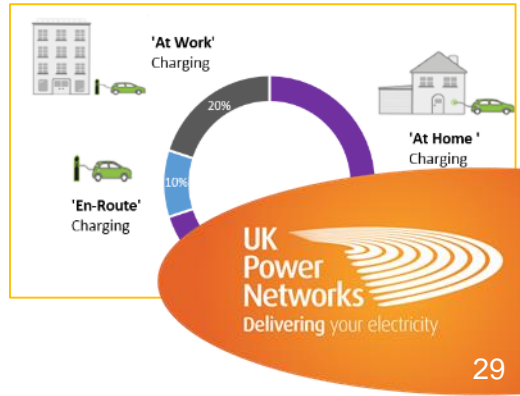 'At Work'
Charging
20%
'At Home '
Charging
10%
'En-Route'
Charging
UK
Power
Networks
Delivering your electricity
29